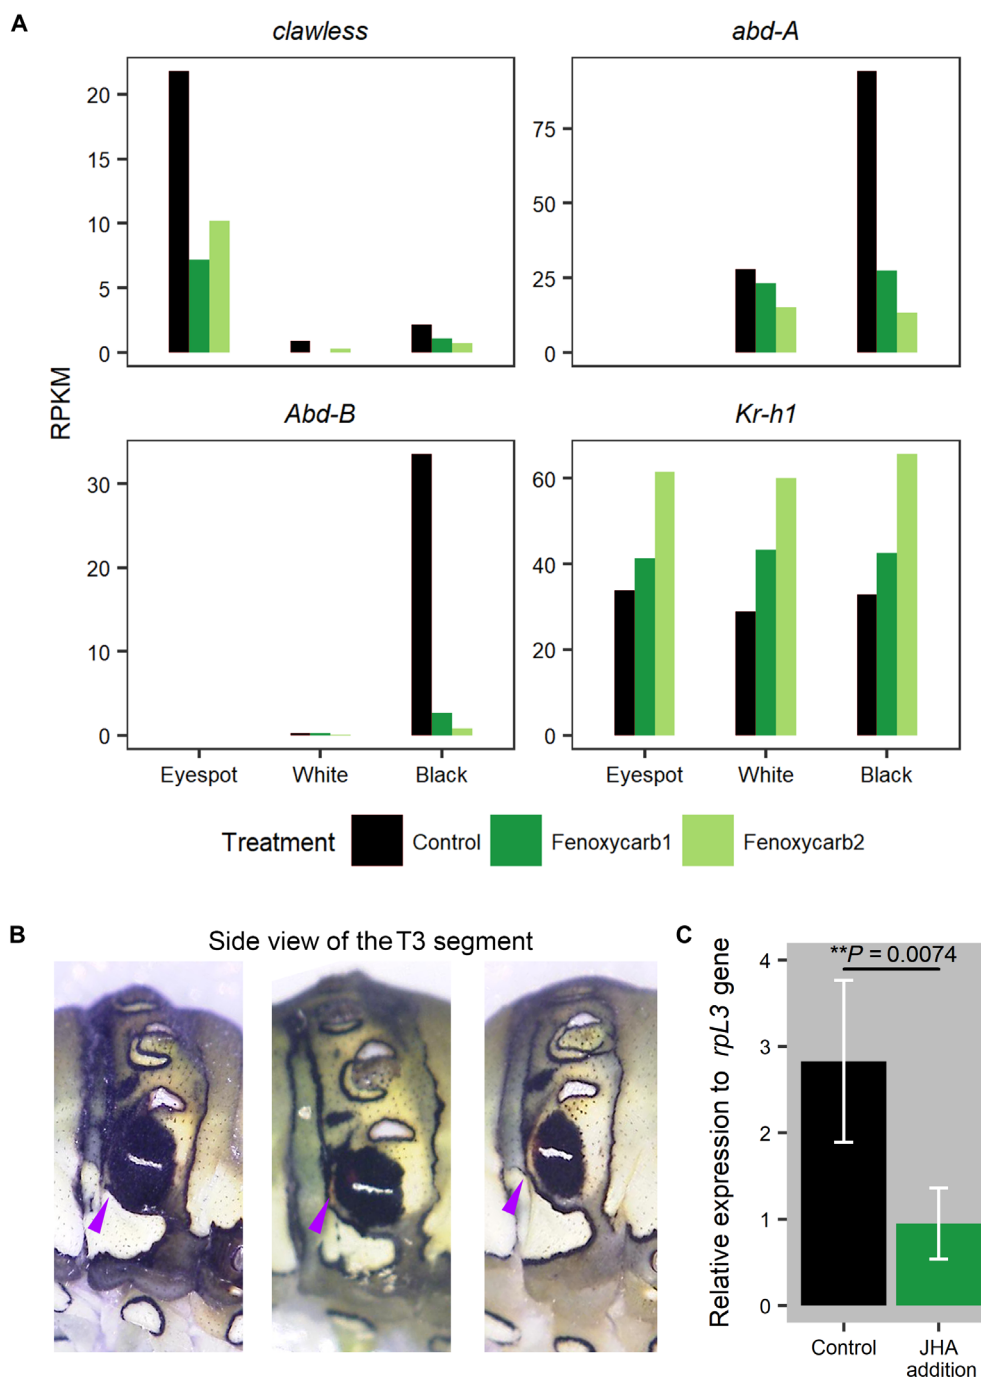 A
clawless
abd-A
20
15
10
5
0
75
50
25
0
RPKM
Abd-B
Kr-h1
30
20
10
0
60
40
20
0
Eyespot
White
Black
Eyespot
White
Black
Treatment
Control
Fenoxycarb1
Fenoxycarb2
B
Side view of the T3 segment
C
Relative expression to rpL3 gene
**P = 0.0074
4
3
2
1
0
Control
JHA
addition